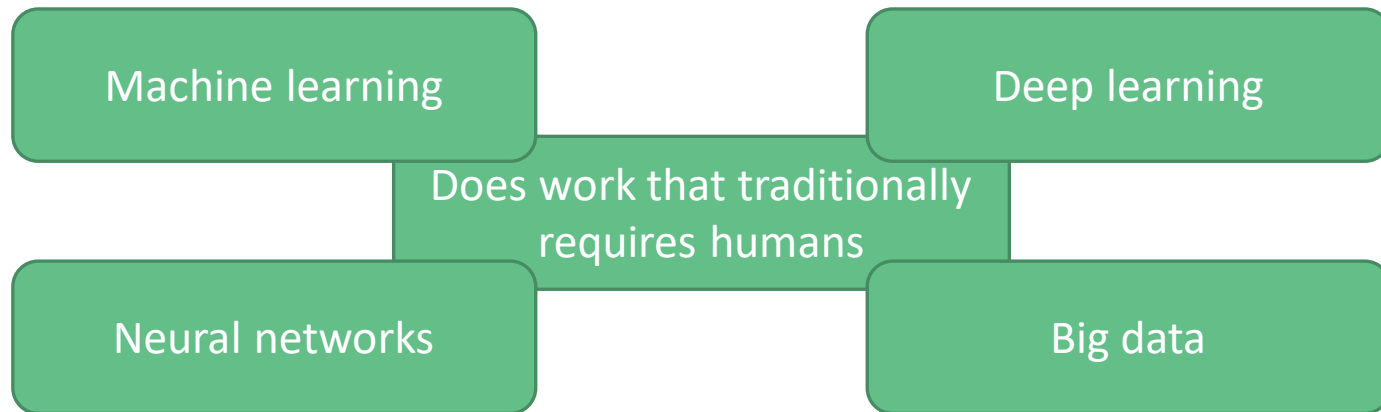 Machine learning
Deep learning
Does work that traditionally
requires humans
Neural networks
Big data